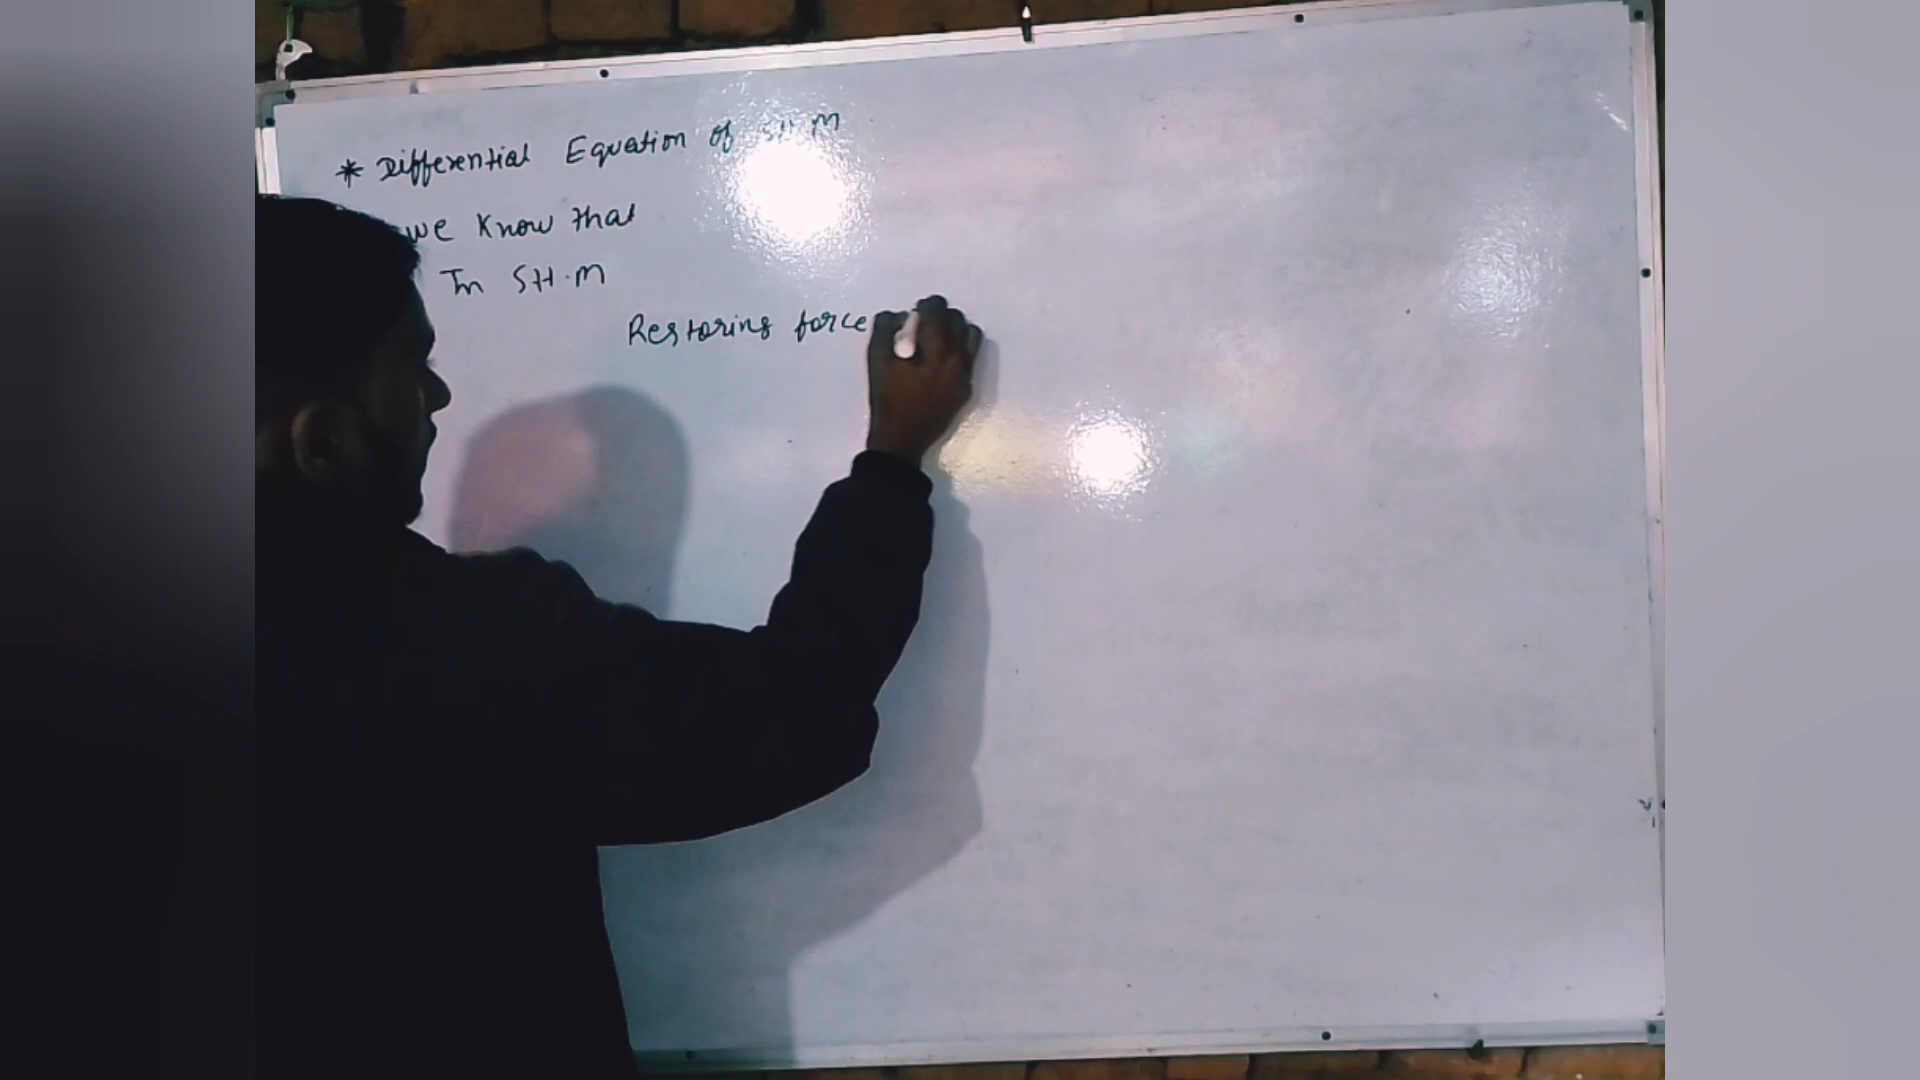 * Differential Equation of S.H.M
we know that
In S.H.M
Restoring force